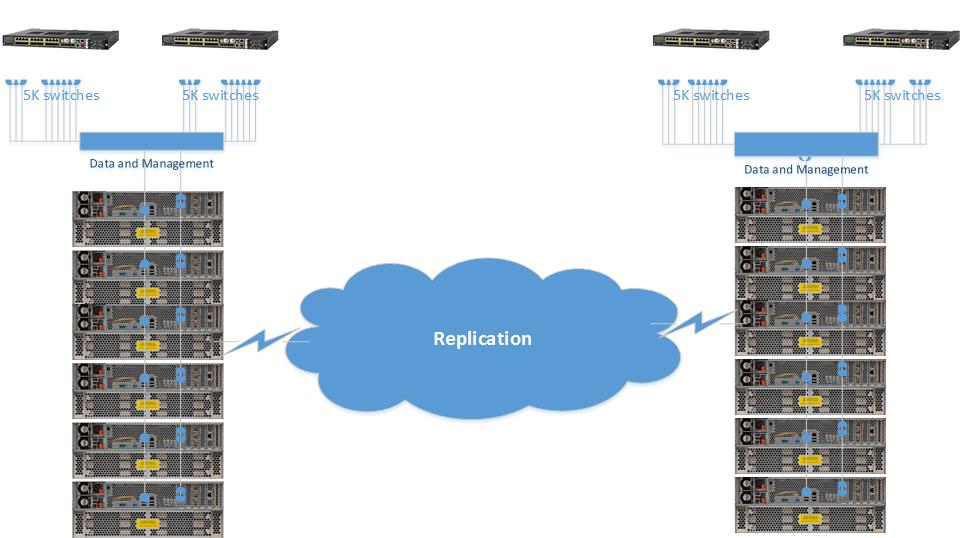 5K switches
5K switches
5K switches
5K switches
Data and Management
Data and Management
Replication